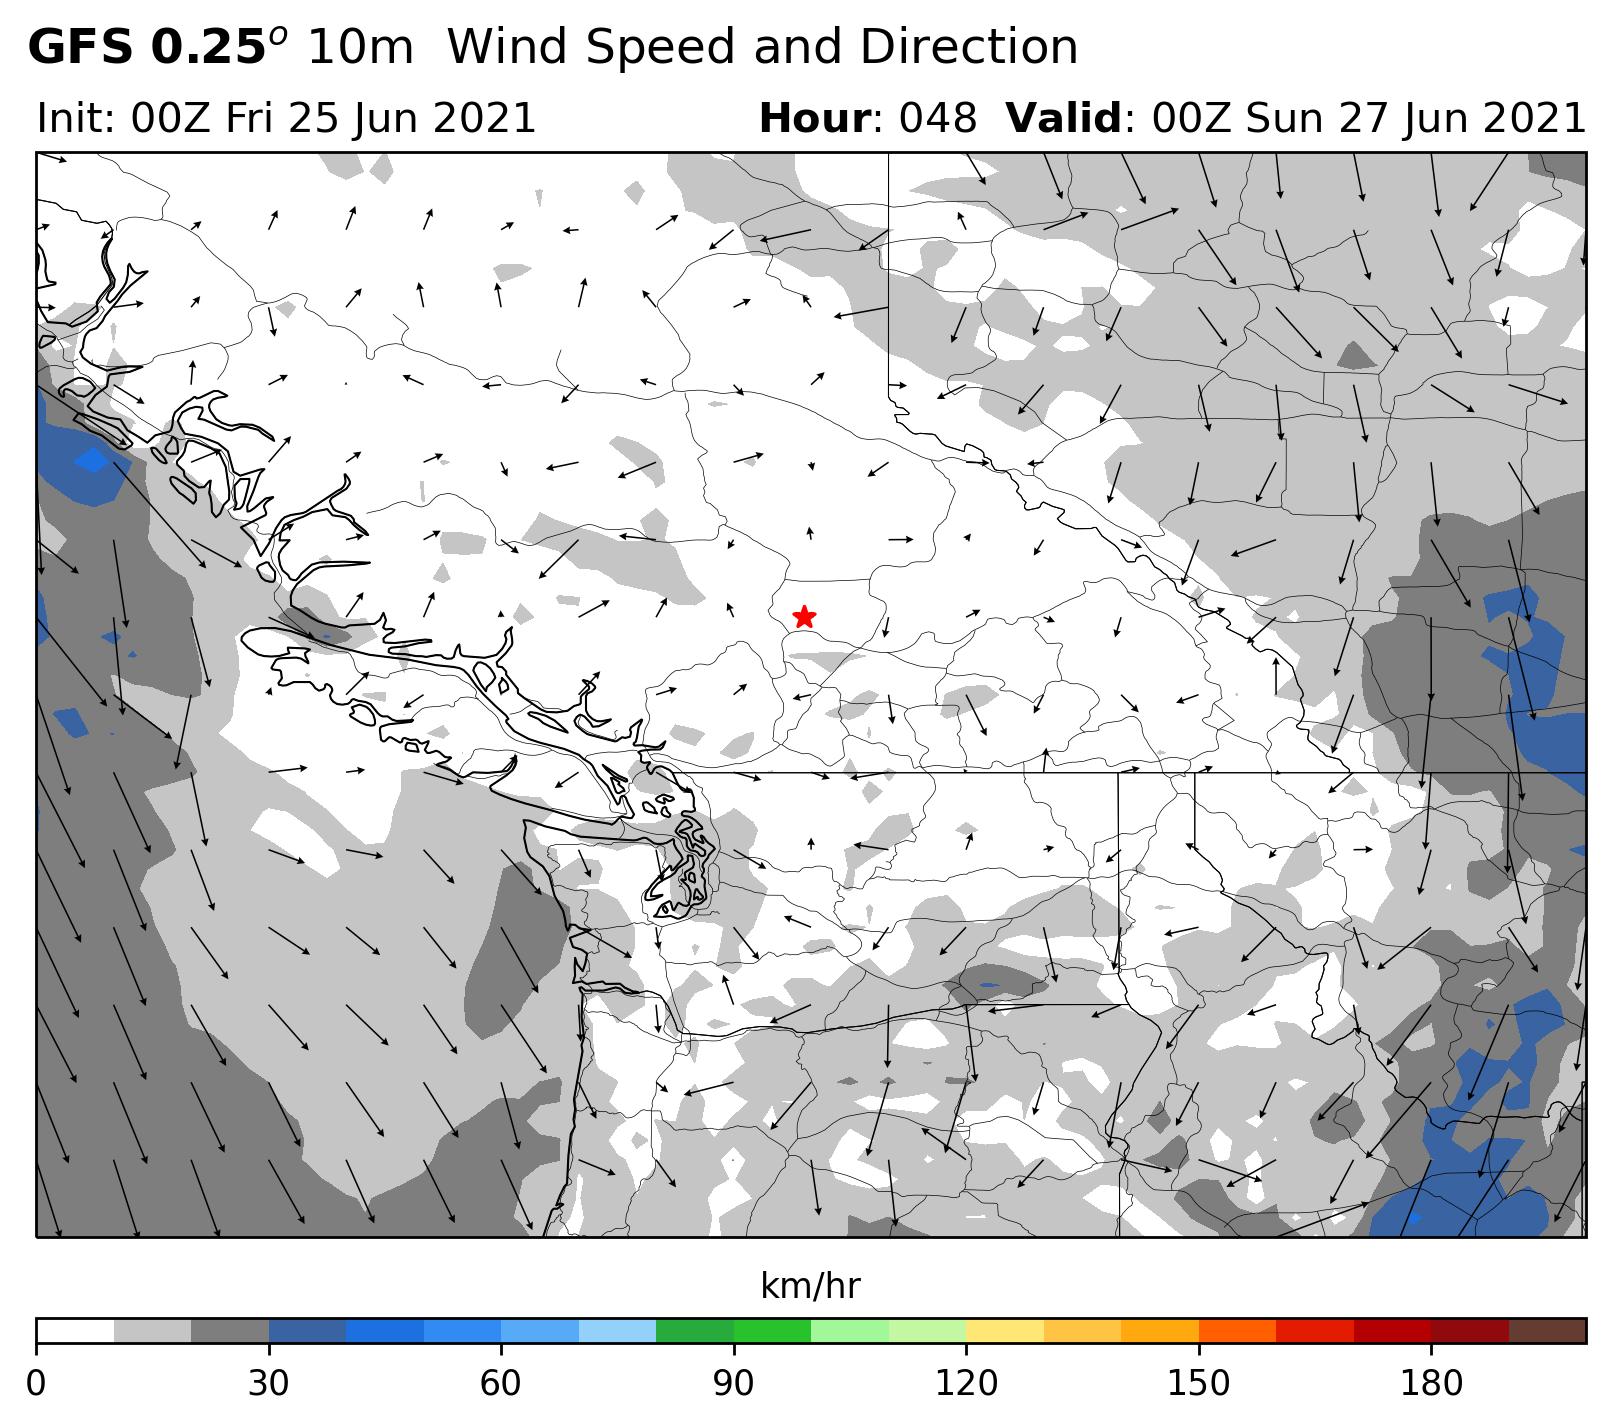 GFS 0.25° 10m Wind Speed and Direction
Init: 00Z Fri 25 Jun 2021 Hour: 048 Valid: 00Z Sun 27 Jun 2021
km/hr
0 30 60 90 120 150 180